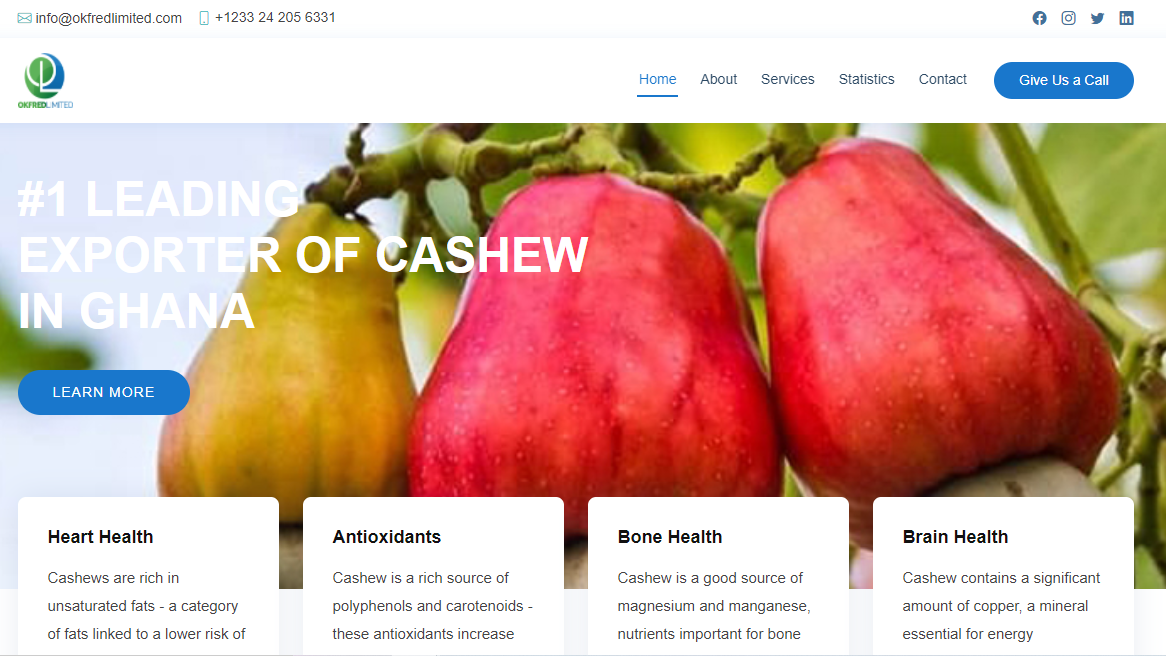 info@okfredlimited.com +1233 24 205 6331
OKFREDLIMITED
Home About Services Statistics Contact Give Us a Call
#1 LEADING
EXPORTER OF CASHEW
IN GHANA
LEARN MORE
Heart Health
Cashews are rich in
unsaturated fats - a category
of fats linked to a lower risk of
Antioxidants
Cashew is a rich source of
polyphenols and carotenoids -
these antioxidants increase
Bone Health
Cashew is a good source of
magnesium and manganese,
nutrients important for bone
Brain Health
Cashew contains a significant
amount of copper, a mineral
essential for energy